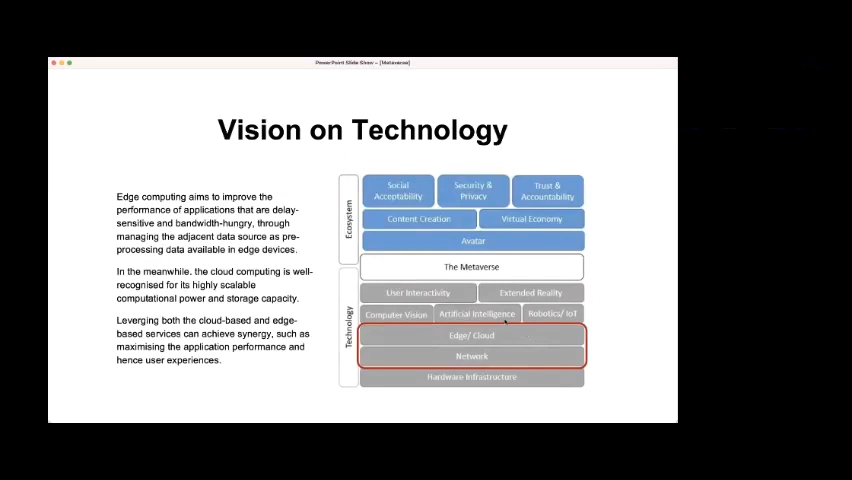 PowerPoint Slide Show - [Metaverse]
Vision on Technology
Edge computing aims to improve the
performance of applications that are delay-
sensitive and bandwidth-hungry, through
managing the adjacent data source as pre-
processing data available in edge devices.
In the meanwhile. the cloud computing is well-
recognised for its highly scalable
computational power and storage capacity.
Leveraging both the cloud-based and edge-
based services can achieve synergy, such as
maximising the application performance and
hence user experiences.
Ecosystem
Social
Acceptability
Security &
Privacy
Trust &
Accountability
Content Creation
Virtual Economy
Avatar
The Metaverse
Technology
User Interactivity
Extended Reality
Computer Vision
Artificial Intelligence
Robotics/ IoT
Edge/ Cloud
Network
Hardware Infrastructure